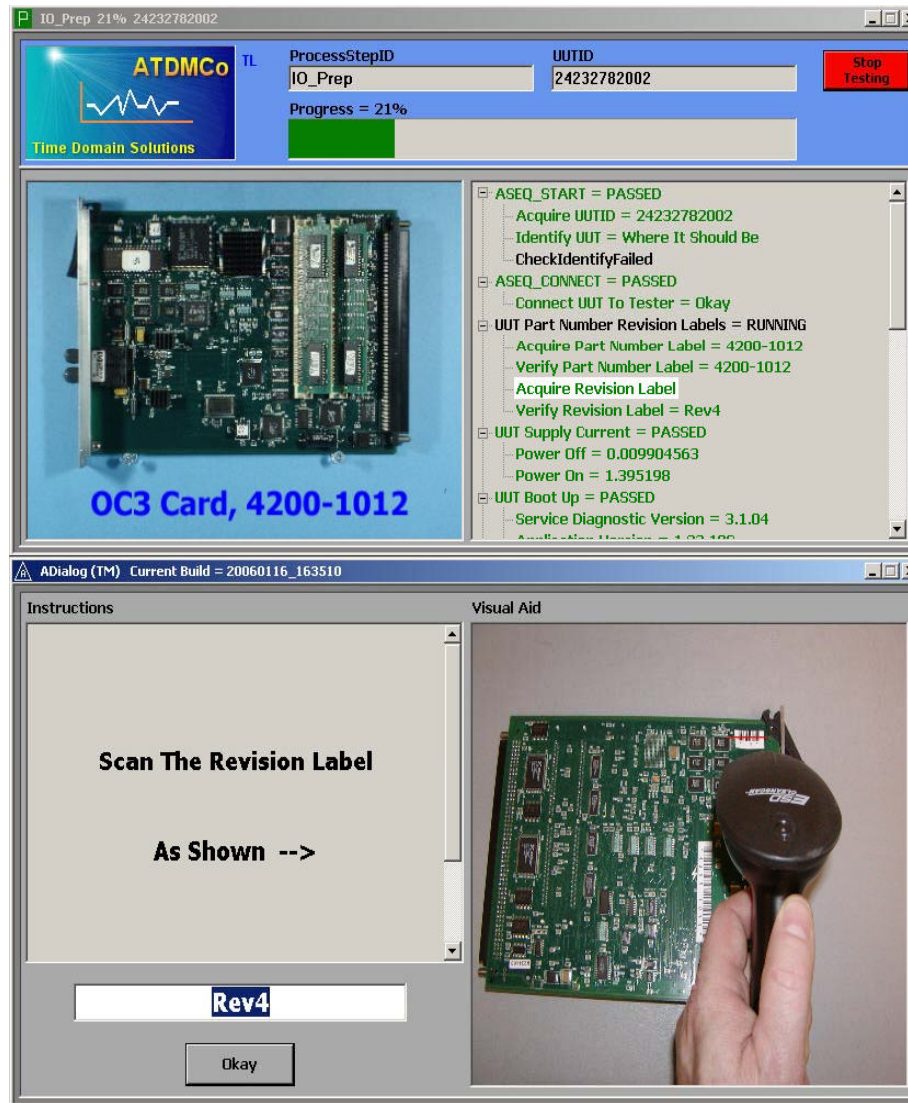 IO_Prep 21% 24232782002
ATDMCo
Time Domain Solutions
TL
ProcessStepID
IO_Prep
UUTID
24232782002
Stop
Testing
Progress = 21%
OC3 Card, 4200-1012
ASEQ_START = PASSED
Acquire UUTID = 24232782002
Identify UUT = Where It Should Be
CheckIdentifyFailed
ASEQ_CONNECT = PASSED
Connect UUT To Tester = Okay
UUT Part Number Revision Labels = RUNNING
Acquire Part Number Label = 4200-1012
Verify Part Number Label = 4200-1012
Acquire Revision Label
Verify Revision Label = Rev4
UUT Supply Current = PASSED
Power Off = 0.009904563
Power On = 1.395198
UUT Boot Up = PASSED
Service Diagnostic Version = 3.1.04
ADialog (TM) Current Build = 20060116_163510
Instructions
Scan The Revision Label
As Shown -->
Rev4
Okay
Visual Aid
ESD
CLEANSCAN